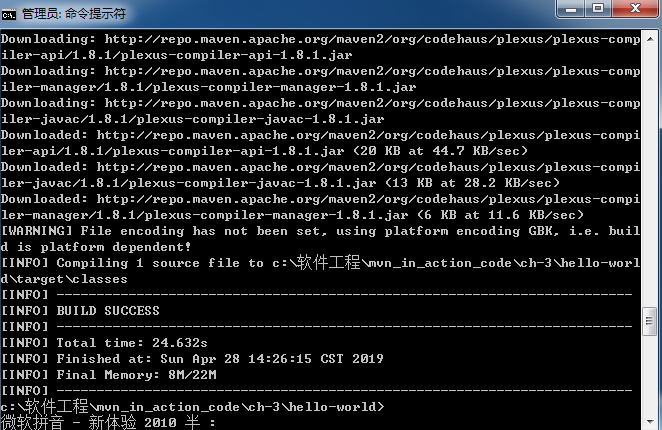 管理员: 命令提示符
Downloading: http://repo.maven.apache.org/maven2/org/codehaus/plexus/plexus-comp
iler-api/1.8.1/plexus-compiler-api-1.8.1.jar
Downloading: http://repo.maven.apache.org/maven2/org/codehaus/plexus/plexus-comp
iler-manager/1.8.1/plexus-compiler-manager-1.8.1.jar
Downloading: http://repo.maven.apache.org/maven2/org/codehaus/plexus/plexus-comp
iler-javac/1.8.1/plexus-compiler-javac-1.8.1.jar
Downloaded: http://repo.maven.apache.org/maven2/org/codehaus/plexus/plexus-compi
ler-api/1.8.1/plexus-compiler-api-1.8.1.jar (20 KB at 44.7 KB/sec)
Downloaded: http://repo.maven.apache.org/maven2/org/codehaus/plexus/plexus-compi
ler-javac/1.8.1/plexus-compiler-javac-1.8.1.jar (13 KB at 28.2 KB/sec)
Downloaded: http://repo.maven.apache.org/maven2/org/codehaus/plexus/plexus-compi
ler-manager/1.8.1/plexus-compiler-manager-1.8.1.jar (6 KB at 11.6 KB/sec)
[WARNING] File encoding has not been set, using platform encoding GBK, i.e. buil
d is platform dependent!
[INFO] Compiling 1 source file to c:\软件工程\mvn_in_action_code\ch-3\hello-worl
d\target\classes
[INFO] ------------------------------------------------------------------------
[INFO] BUILD SUCCESS
[INFO] ------------------------------------------------------------------------
[INFO] Total time: 24.632s
[INFO] Finished at: Sun Apr 28 14:26:15 CST 2019
[INFO] Final Memory: 8M/22M
[INFO] ------------------------------------------------------------------------
c:\软件工程\mvn_in_action_code\ch-3\hello-world>
微软拼音 - 新体验 2010 半 :